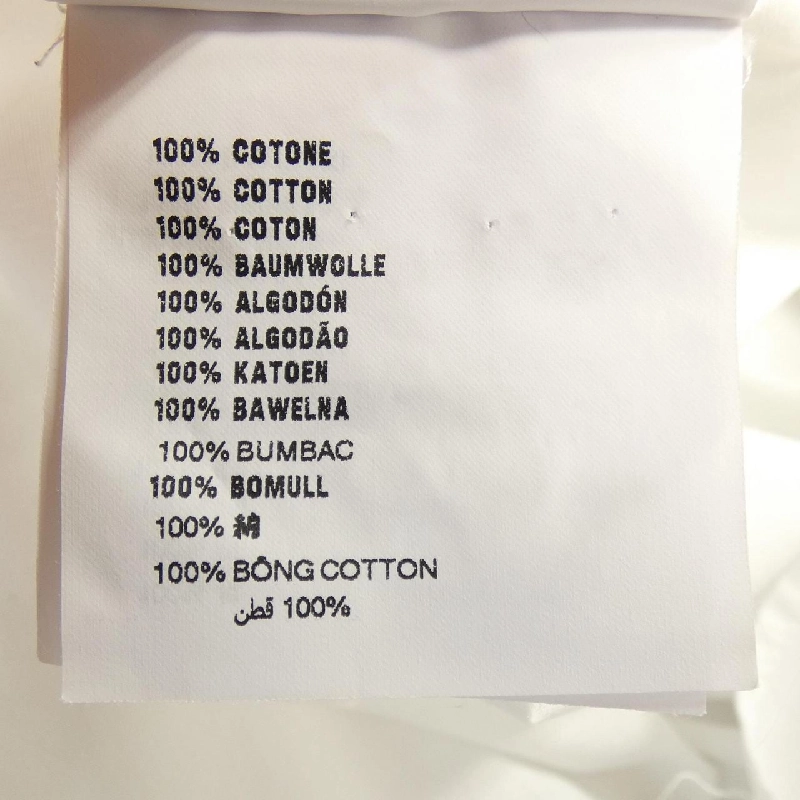 100% COTONE
100% COTTON
100% COTON
100% BAUMWOLLE
100% ALGODÓN
100% ALGODÃO
100% KATOEN
100% BAWELNA
100% BUMBAC
100% BOMULL
100% 綿
100% BÔNG COTTON
100% قطن